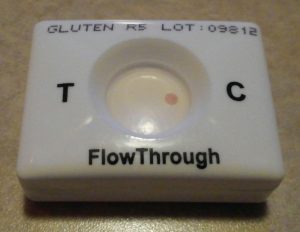 GLUTEN R5 LOT:09812
T C
FlowThrough